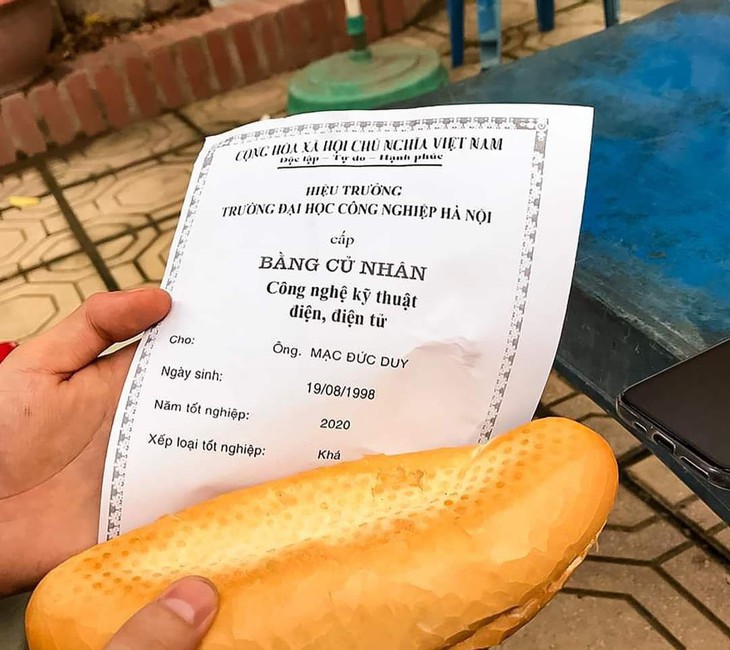 CỘNG HÒA XÃ HỘI CHỦ NGHĨA VIỆT NAM
Độc lập – Tự do – Hạnh phúc
HIỆU TRƯỞNG
TRƯỜNG ĐẠI HỌC CÔNG NGHIỆP HÀ NỘI
cấp
BẰNG CỬ NHÂN
Công nghệ kỹ thuật
điện, điện tử
Cho: Ông. MẠC ĐỨC DUY
Ngày sinh: 19/08/1998
Năm tốt nghiệp: 2020
Xếp loại tốt nghiệp: Khá